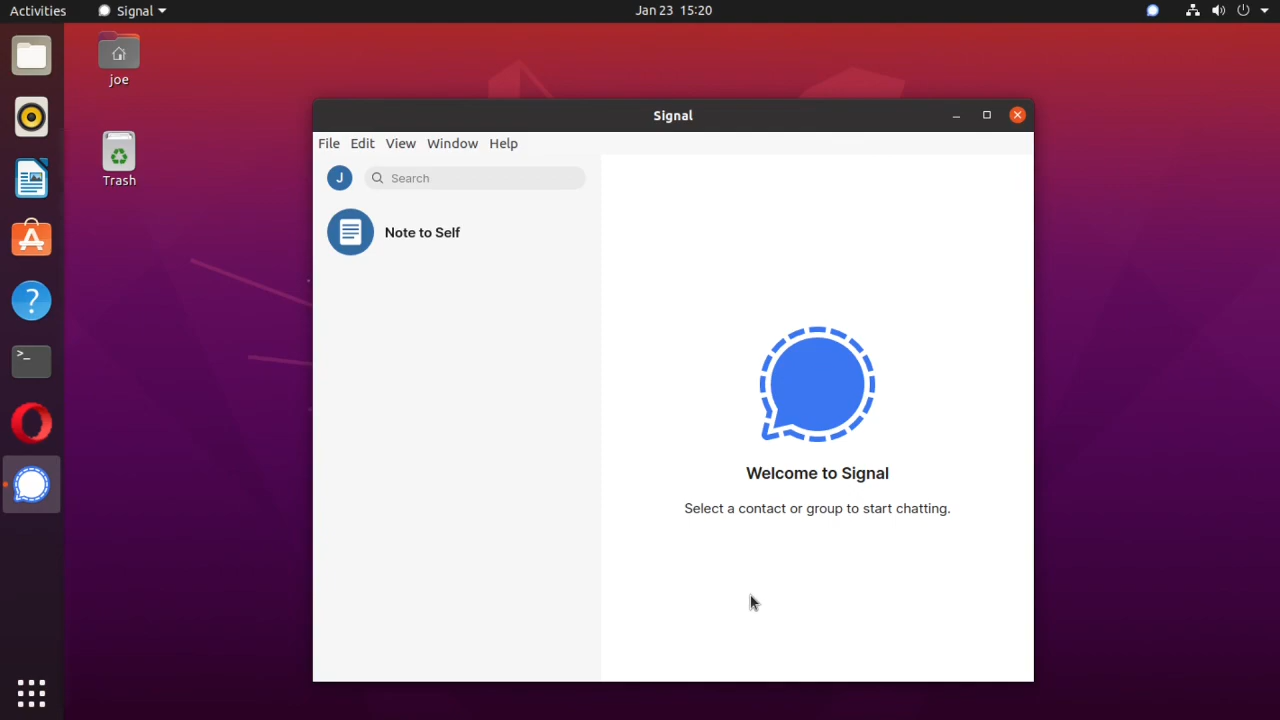 Activities
Signal
Jan 23 15:20
joe
Trash
Signal
File Edit View Window Help
J
Search
Note to Self
Welcome to Signal
Select a contact or group to start chatting.